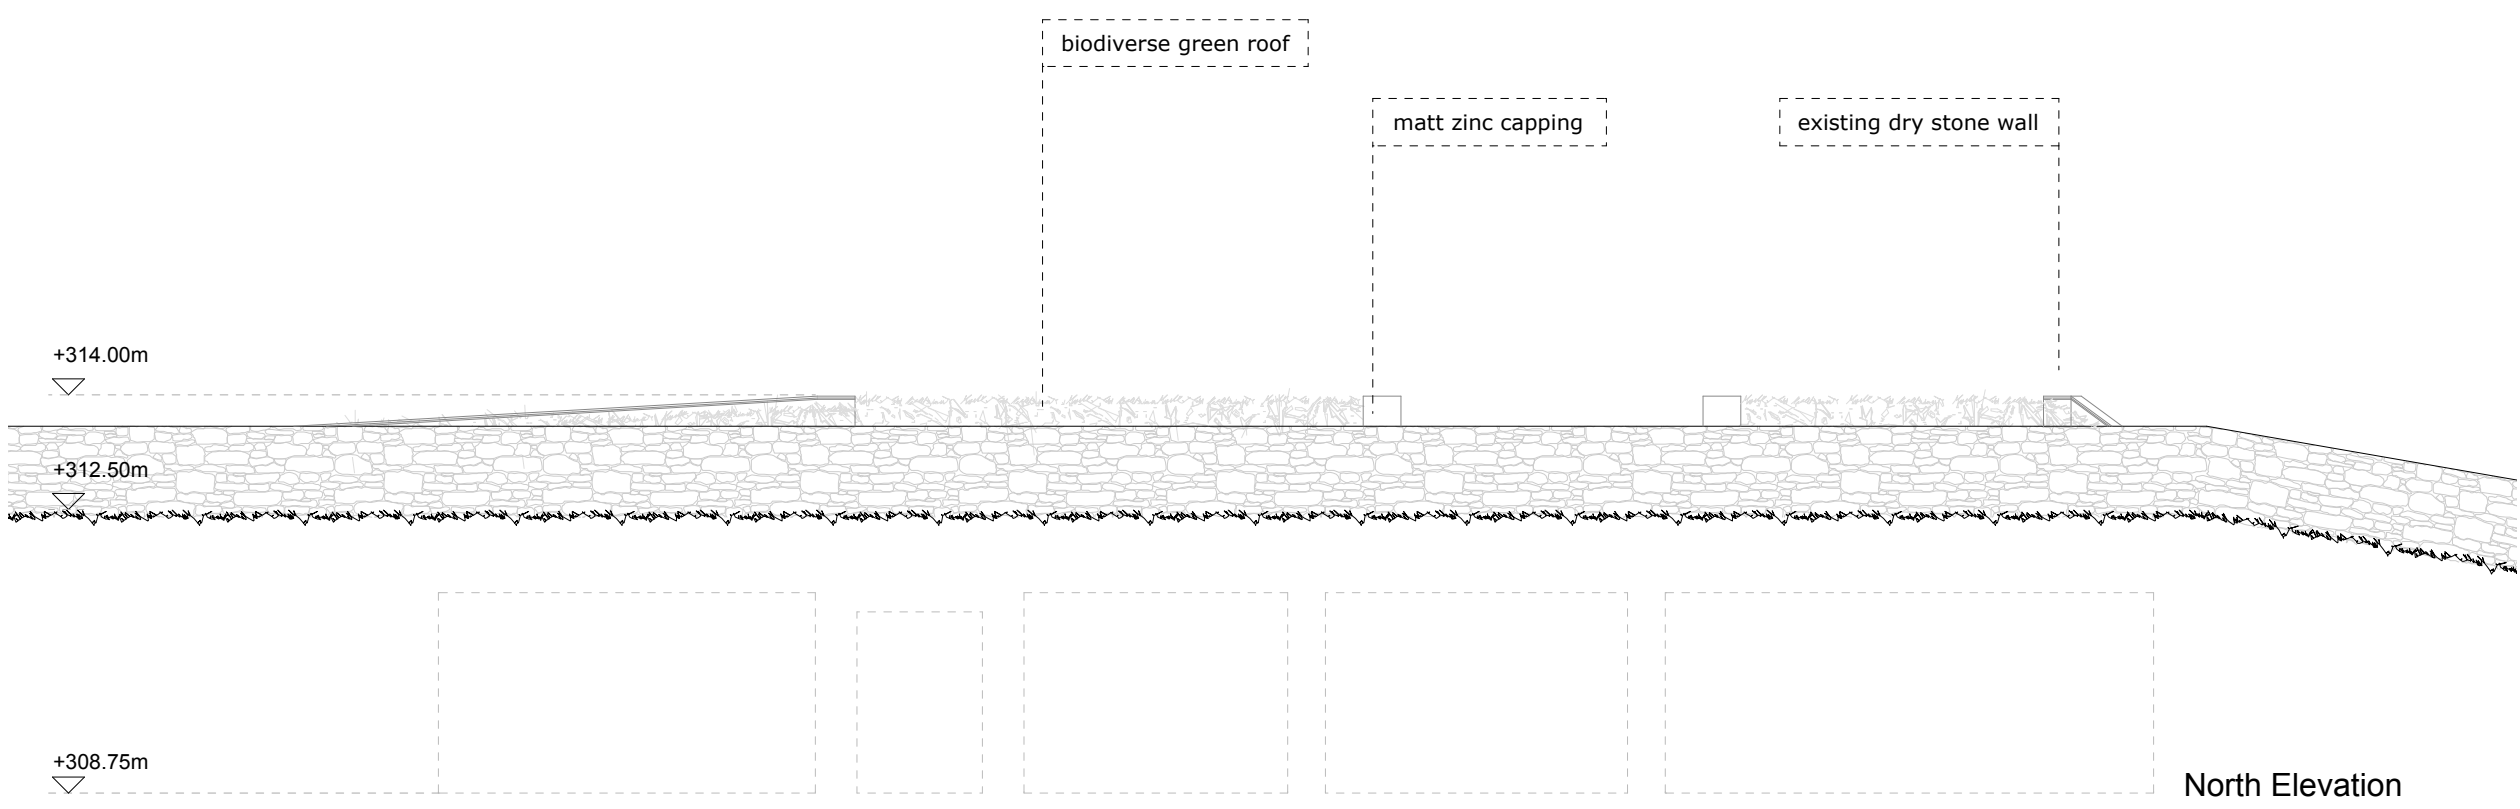 biodiverse green roof
matt zinc capping
existing dry stone wall
+314.00m
+312.50m
+308.75m
North Elevation